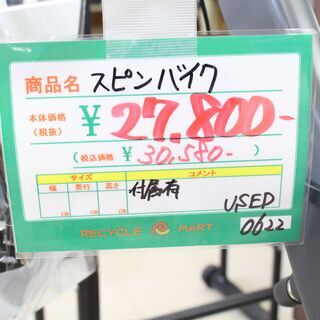 商品名 スピンバイク
本体価格(税抜) ¥27,800-
(税込価格 ¥30,580-)
サイズ コメント
幅 奥行 高さ 付属有
CM CM CM USED
0622
RECYCLE MART